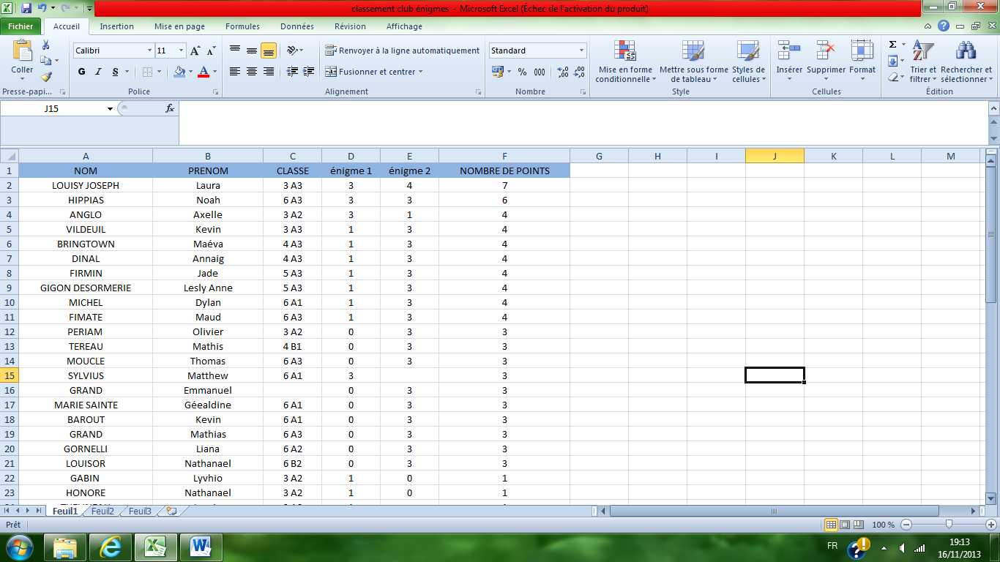 classement club énigmes - Microsoft Excel (Échec de l'activation du produit)
Fichier Accueil Insertion Mise en page Formules Données Révision Affichage
Coller
Presse-papi...
Calibri 11
G I S A
Police
Renvoyer à la ligne automatiquement
Fusionner et centrer
Alignement
Standard
% 000
Nombre
Mise en forme conditionnelle
Mettre sous forme de tableau
Styles de cellules
Style
Insérer Supprimer Format
Cellules
Σ
Trier et filtrer
Rechercher et sélectionner
Édition
J15 fx
A B C D E F G H I J K L M
1 NOM PRENOM CLASSE énigme 1 énigme 2 NOMBRE DE POINTS
2 LOUISY JOSEPH Laura 3 A3 3 4 7
3 HIPPIAS Noah 6 A3 3 3 6
4 ANGLO Axelle 3 A2 3 1 4
5 VILDEUIL Kevin 3 A3 1 3 4
6 BRINGTOWN Maéva 4 A3 1 3 4
7 DINAL Annaig 4 A3 1 3 4
8 FIRMIN Jade 5 A3 1 3 4
9 GIGON DESORMERIE Lesly Anne 5 A3 1 3 4
10 MICHEL Dylan 6 A1 1 3 4
11 FIMATE Maud 6 A3 1 3 4
12 PERIAM Olivier 3 A2 0 3 3
13 TEREAU Mathis 4 B1 0 3 3
14 MOUCLE Thomas 6 A3 0 3 3
15 SYLVIUS Matthew 6 A1 3 3
16 GRAND Emmanuel 0 3 3
17 MARIE SAINTE Géealdine 6 A1 0 3 3
18 BAROUT Kevin 6 A1 0 3 3
19 GRAND Mathias 6 A3 0 3 3
20 GORNELLI Liana 6 A2 0 3 3
21 LOUISOR Nathanael 6 B2 0 3 3
22 GABIN Lyvhio 3 A2 1 0 1
23 HONORE Nathanael 3 A2 1 0 1
Feuil1 Feuil2 Feuil3
Prêt 100 %
FR 19:13
16/11/2013